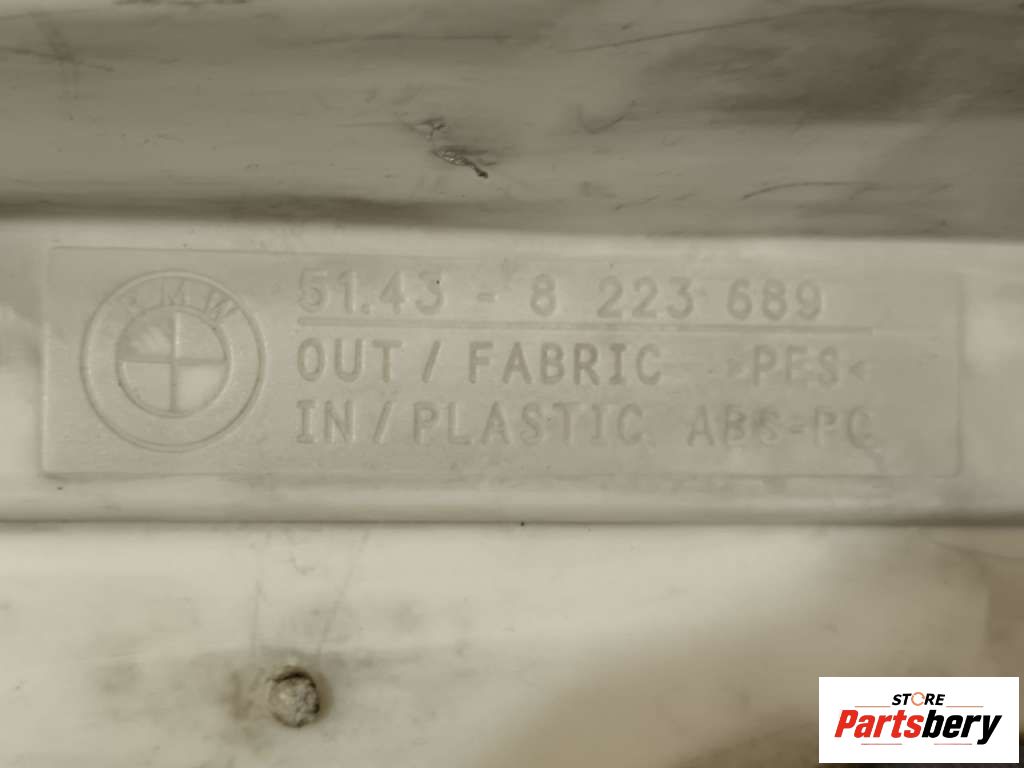 BMW
51.43 - 8 223 689
OUT / FABRIC >PES<
IN / PLASTIC ABS-PC
STORE
Partsbery